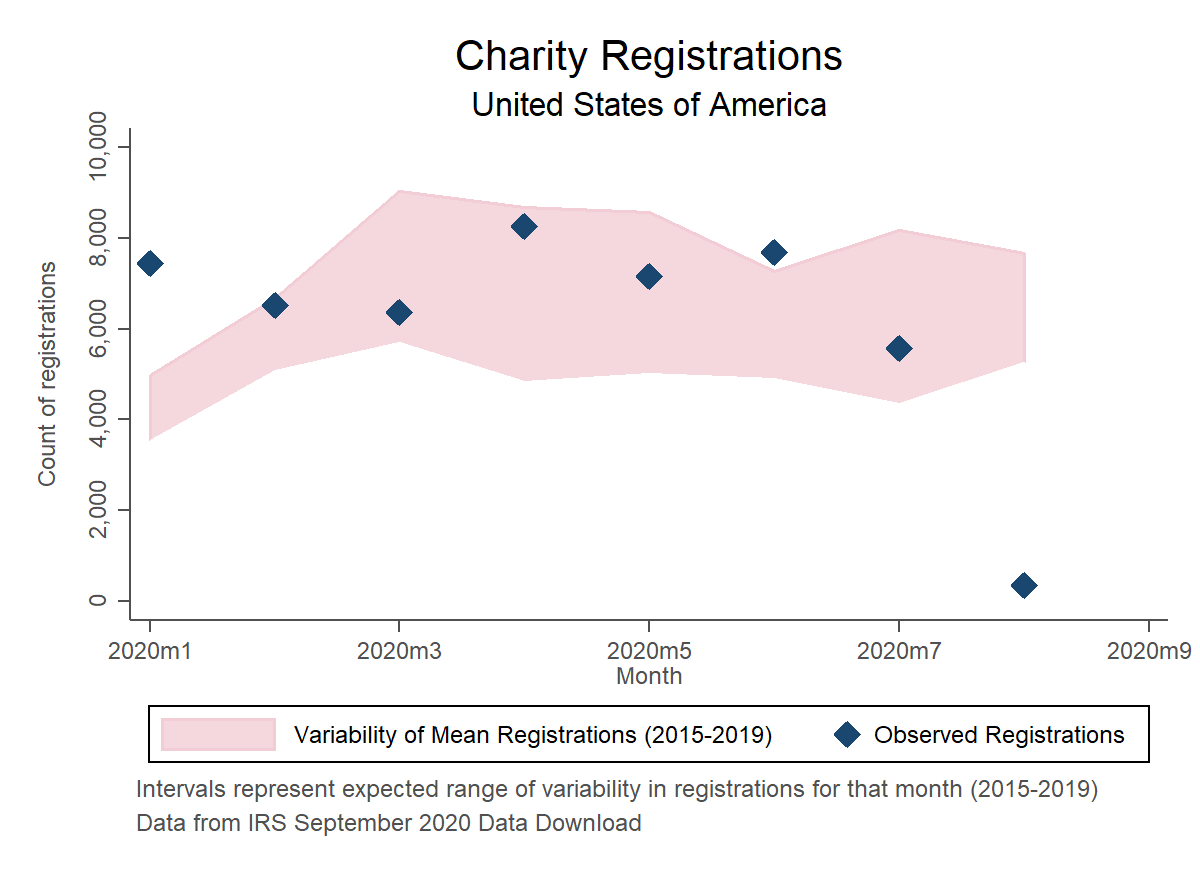 Charity Registrations
United States of America
Count of registrations
10,000
8,000
6,000
4,000
2,000
0
2020m1 2020m3 2020m5 2020m7 2020m9
Month
Variability of Mean Registrations (2015-2019) Observed Registrations
Intervals represent expected range of variability in registrations for that month (2015-2019)
Data from IRS September 2020 Data Download